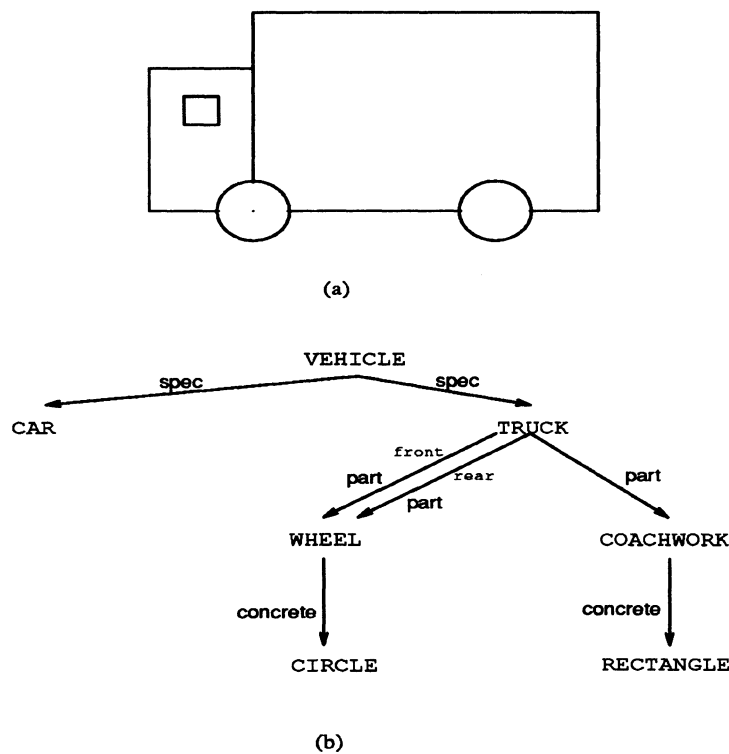 (a)
VEHICLE
spec spec
CAR TRUCK
front
part rear part
part
WHEEL COACHWORK
concrete concrete
CIRCLE RECTANGLE
(b)